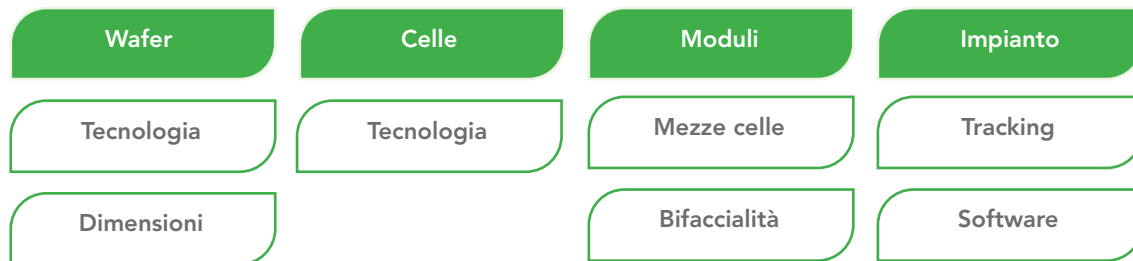 Wafer
Celle
Moduli
Impianto
Tecnologia
Tecnologia
Mezze celle
Tracking
Dimensioni
Bifaccialità
Software